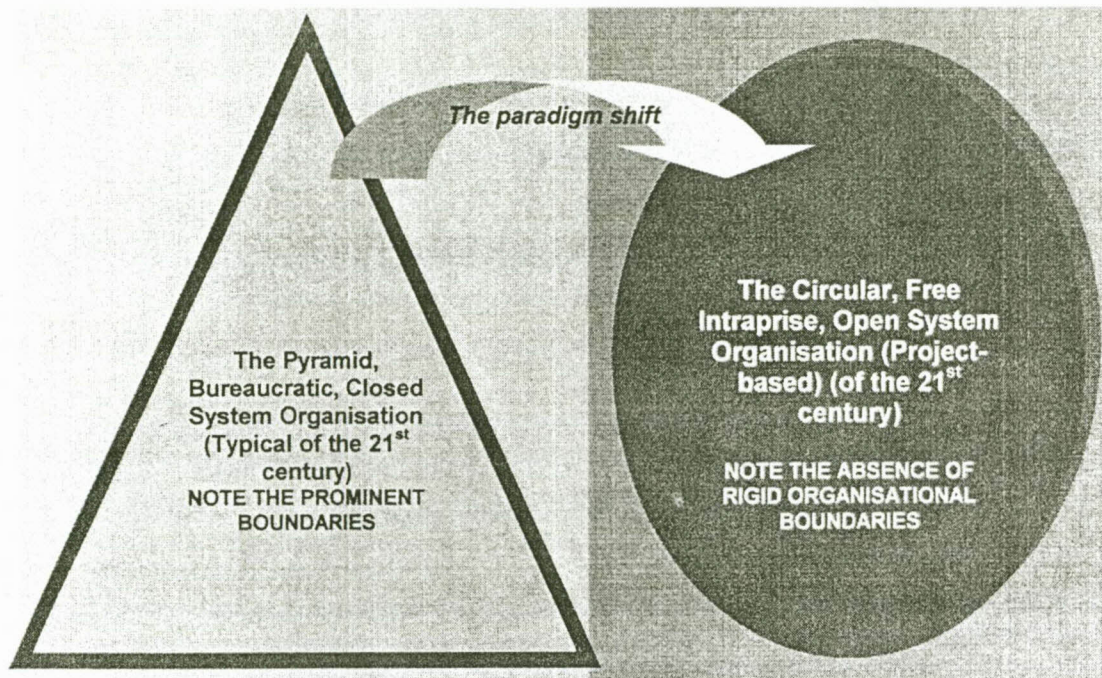 The paradigm shift
The Pyramid,
Bureaucratic, Closed
System Organisation
(Typical of the 21st
century)
NOTE THE PROMINENT
BOUNDARIES
The Circular, Free
Intraprise, Open System
Organisation (Project-
based) (of the 21st
century)
NOTE THE ABSENCE OF
RIGID ORGANISATIONAL
BOUNDARIES